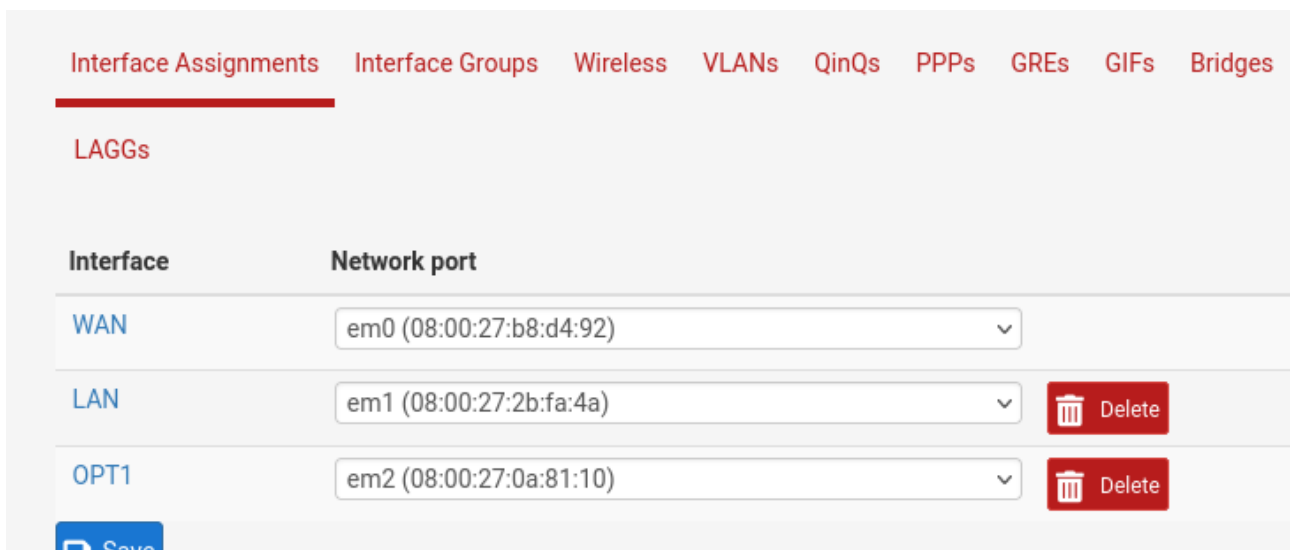 Interface Assignments Interface Groups Wireless VLANs QinQs PPPs GREs GIFs Bridges
LAGGs
Interface Network port
WAN em0 (08:00:27:b8:d4:92)
LAN em1 (08:00:27:2b:fa:4a) Delete
OPT1 em2 (08:00:27:0a:81:10) Delete
Save